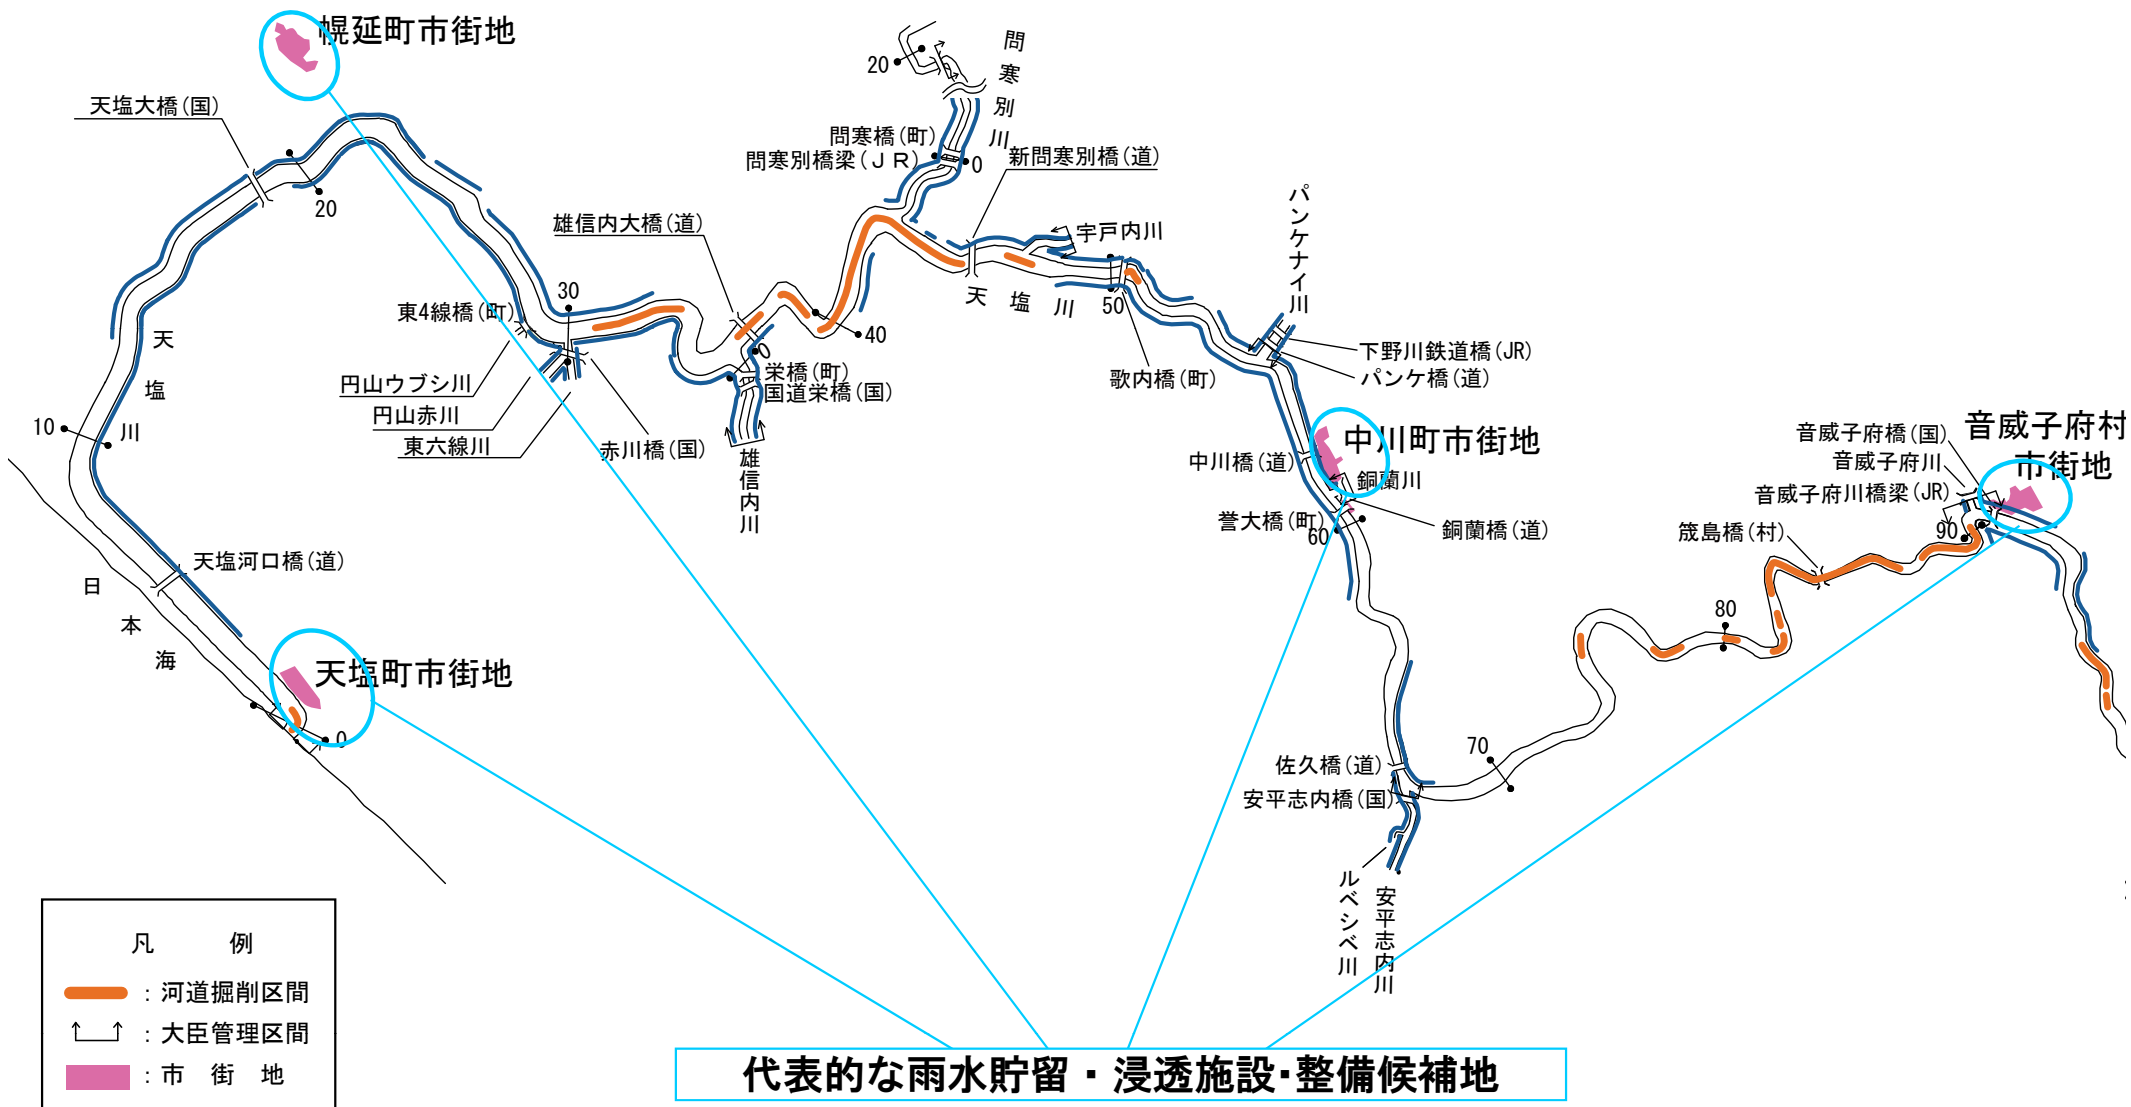 幌延町市街地
天塩大橋(国)
20
20
問寒別川
問寒橋(町)
問寒別橋梁(JR)
0
新問寒別橋(道)
雄信内大橋(道)
宇戸内川
パンケナイ川
天塩川
50
30
東4線橋(町)
40
0
円山ウブシ川
円山赤川
東六線川
赤川橋(国)
栄橋(町)
国道栄橋(国)
雄信内川
歌内橋(町)
下野川鉄道橋(JR)
パンケ橋(道)
天塩川
10
中川町市街地
中川橋(道)
銅蘭川
誉大橋(町)
60
銅蘭橋(道)
音威子府村
市街地
音威子府橋(国)
音威子府川
音威子府川橋梁(JR)
筬島橋(村)
90
80
天塩河口橋(道)
日本海
天塩町市街地
0
70
佐久橋(道)
安平志内橋(国)
ルベシベ川
安平志内川
凡例
:河道掘削区間
:大臣管理区間
:市街地
代表的な雨水貯留・浸透施設・整備候補地